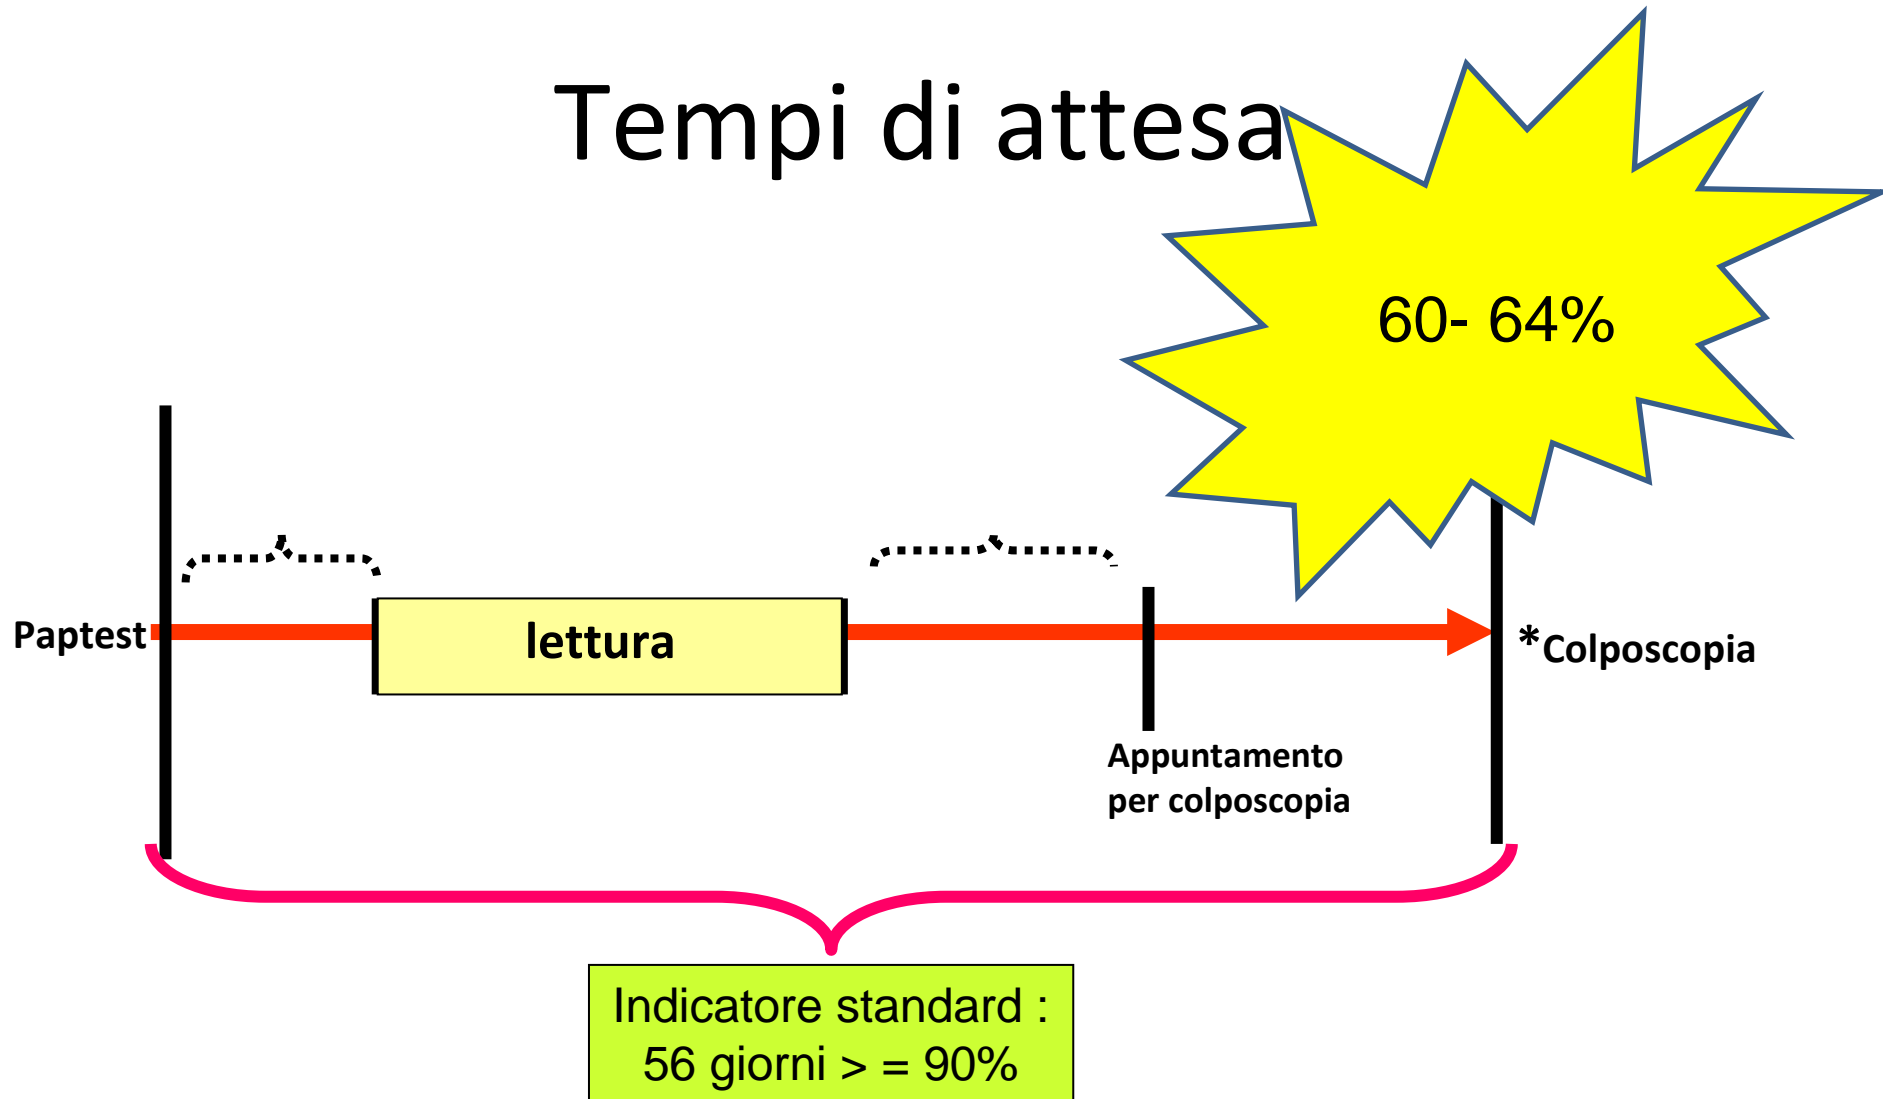 Tempi di attesa
60- 64%
Paptest
lettura
*Colposcopia
Appuntamento
per colposcopia
Indicatore standard :
56 giorni > = 90%